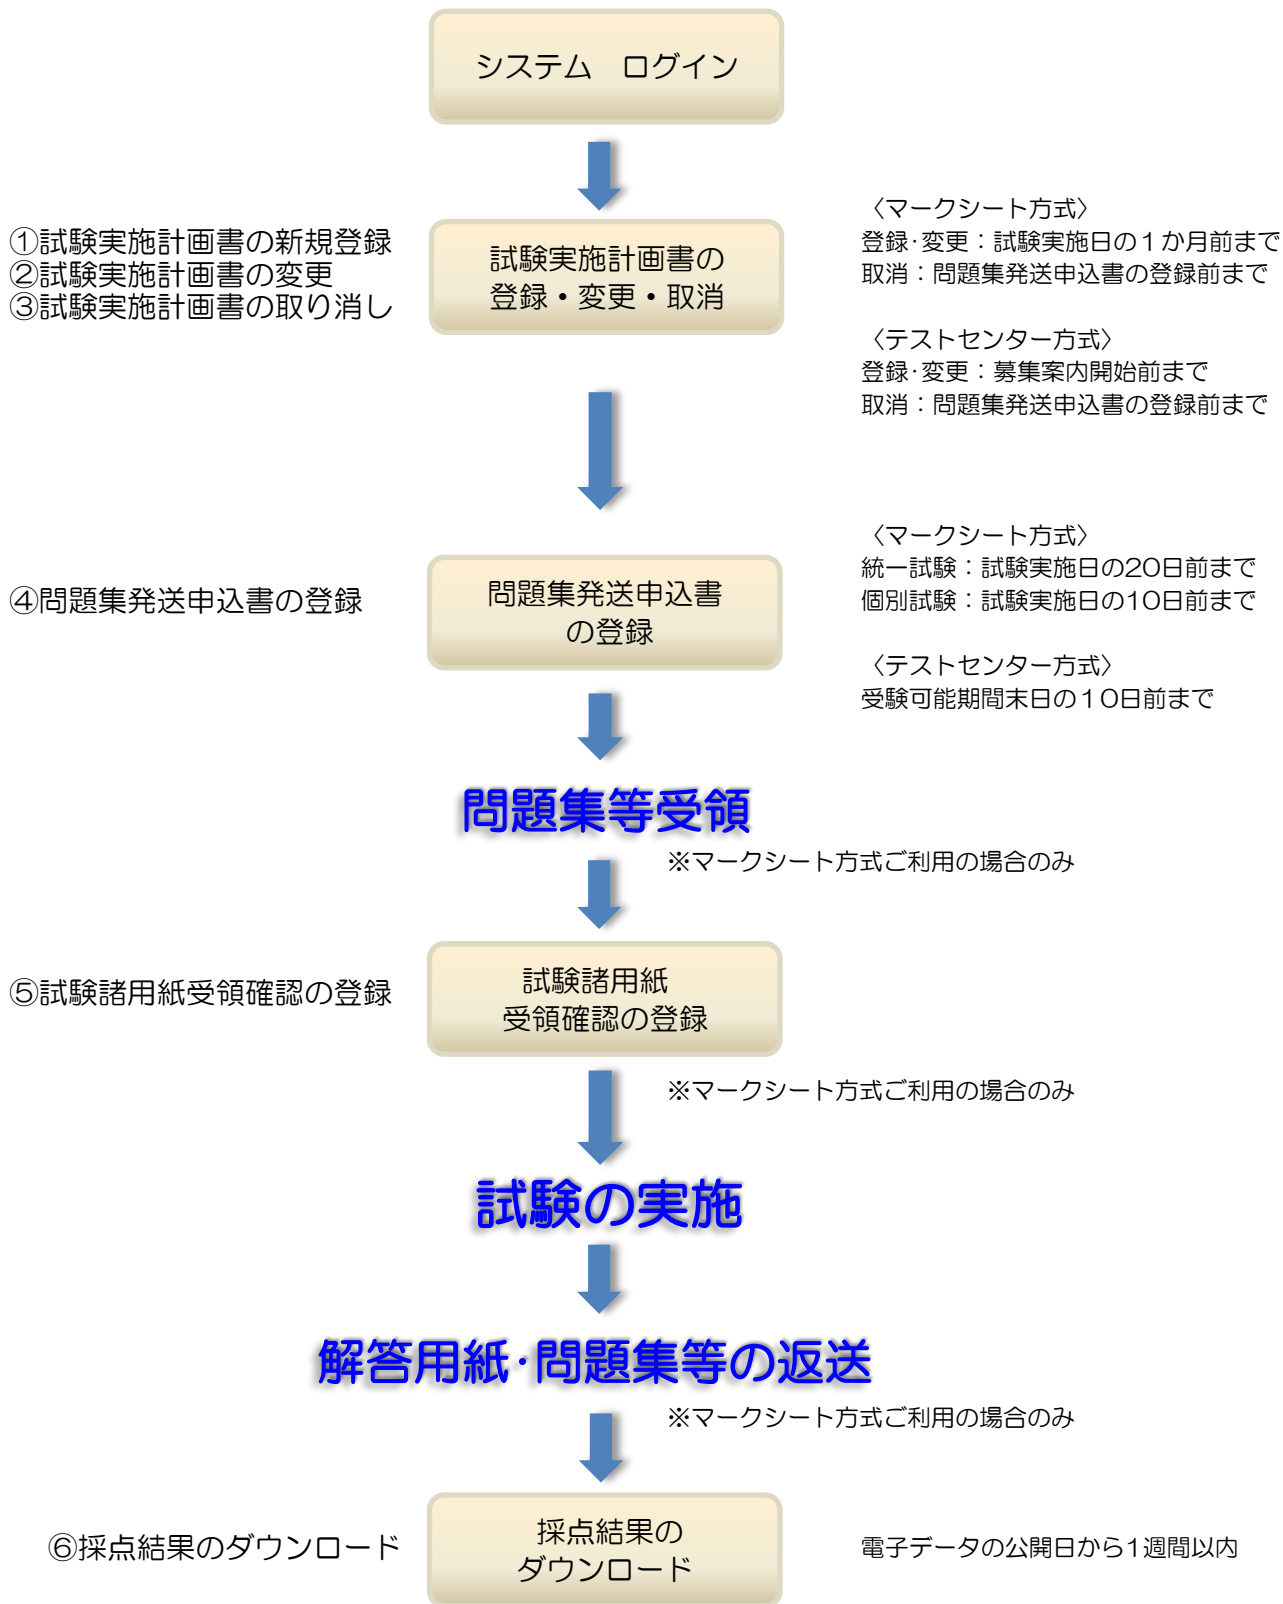 システム　ログイン
①試験実施計画書の新規登録
②試験実施計画書の変更
③試験実施計画書の取り消し
試験実施計画書の
登録・変更・取消
〈マークシート方式〉
登録･変更：試験実施日の１か月前まで
取消：問題集発送申込書の登録前まで
〈テストセンター方式〉
登録･変更：募集案内開始前まで
取消：問題集発送申込書の登録前まで
④問題集発送申込書の登録
問題集発送申込書
の登録
〈マークシート方式〉
統一試験：試験実施日の20日前まで
個別試験：試験実施日の10日前まで
〈テストセンター方式〉
受験可能期間末日の１０日前まで
問題集等受領
※マークシート方式ご利用の場合のみ
⑤試験諸用紙受領確認の登録
試験諸用紙
受領確認の登録
※マークシート方式ご利用の場合のみ
試験の実施
解答用紙･問題集等の返送
※マークシート方式ご利用の場合のみ
⑥採点結果のダウンロード
採点結果の
ダウンロード
電子データの公開日から1週間以内